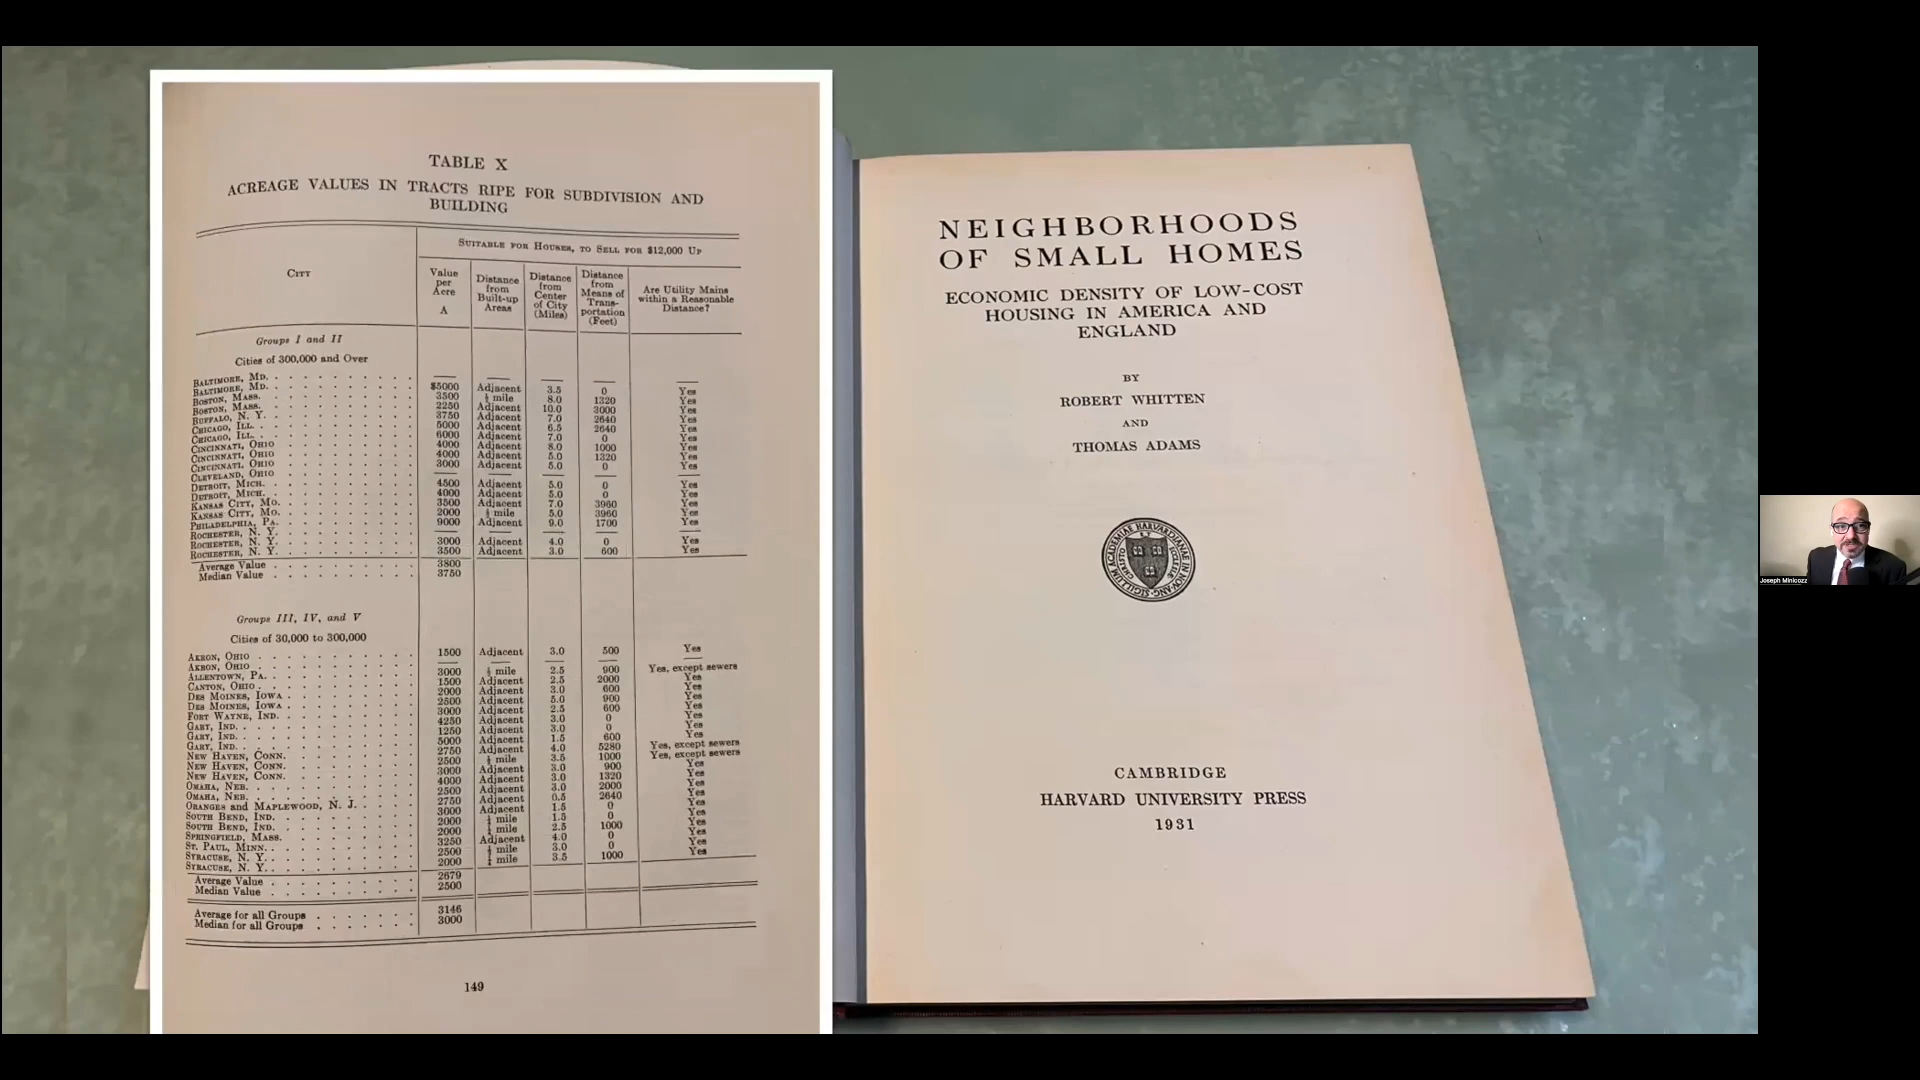 TABLE X
ACREAGE VALUES IN TRACTS RIPE FOR SUBDIVISION AND
BUILDING
CITY
SUITABLE FOR HOUSES, TO SELL FOR $12,000 UP
Value per Acre A
Distance from Built-up Areas
Distance from Center of City (Miles)
Distance from Means of Trans-portation (Feet)
Are Utility Mains within a Reasonable Distance?
Groups I and II
Cities of 300,000 and Over
BALTIMORE, MD. — — — — —
BALTIMORE, MD. $5000 Adjacent 3.5 0 Yes
BOSTON, MASS. 3500 ½ mile 8.0 1320 Yes
BOSTON, MASS. 2250 Adjacent 10.0 3000 Yes
BUFFALO, N. Y. 3750 Adjacent 7.0 2640 Yes
CHICAGO, ILL. 5000 Adjacent 6.5 2640 Yes
CHICAGO, ILL. 6000 Adjacent 7.0 0 Yes
CINCINNATI, OHIO 4000 Adjacent 8.0 1000 Yes
CINCINNATI, OHIO 4000 Adjacent 5.0 1320 Yes
CINCINNATI, OHIO 3000 Adjacent 5.0 0 Yes
CLEVELAND, OHIO — — — — —
DETROIT, MICH. 4500 Adjacent 5.0 0 Yes
DETROIT, MICH. 4000 Adjacent 5.0 0 Yes
KANSAS CITY, MO. 3500 Adjacent 7.0 3960 Yes
KANSAS CITY, MO. 2000 ½ mile 5.0 3960 Yes
PHILADELPHIA, PA. 9000 Adjacent 9.0 1700 Yes
ROCHESTER, N. Y. — — — — —
ROCHESTER, N. Y. 3000 Adjacent 4.0 0 Yes
ROCHESTER, N. Y. 3500 Adjacent 3.0 600 Yes
Average Value 3800
Median Value 3750
Groups III, IV, and V
Cities of 30,000 to 300,000
AKRON, OHIO 1500 Adjacent 3.0 500 Yes
AKRON, OHIO — — — — —
ALLENTOWN, PA. 3000 mile 2.5 900 Yes, except sewers
CANTON, OHIO 1500 Adjacent 2.5 2000 Yes
DES MOINES, IOWA 2000 Adjacent 3.0 600 Yes
DES MOINES, IOWA 2500 Adjacent 5.0 900 Yes
FORT WAYNE, IND. 3000 Adjacent 2.5 600 Yes
GARY, IND. 4250 Adjacent 3.0 0 Yes
GARY, IND. 1250 Adjacent 3.0 0 Yes
GARY, IND. 5000 Adjacent 1.5 600 Yes
NEW HAVEN, CONN. 2750 Adjacent 4.0 5280 Yes, except sewers
NEW HAVEN, CONN. 2500 mile 3.5 1000 Yes, except sewers
NEW HAVEN, CONN. 3000 Adjacent 3.0 900 Yes
OMAHA, NEB. 4000 Adjacent 3.0 1320 Yes
OMAHA, NEB. 2500 Adjacent 3.0 2000 Yes
ORANGES AND MAPLEWOOD, N. J. 2750 Adjacent 0.5 2640 Yes
SOUTH BEND, IND. 3000 Adjacent 1.5 0 Yes
SOUTH BEND, IND. 2000 mile 1.5 0 Yes
SPRINGFIELD, MASS. 2000 mile 2.5 1000 Yes
ST. PAUL, MINN. 3250 Adjacent 4.0 0 Yes
SYRACUSE, N. Y. 2500 mile 3.0 0 Yes
SYRACUSE, N. Y. 2000 mile 3.5 1000 Yes
Average Value 2679
Median Value 2500
Average for all Groups 3146
Median for all Groups 3000
149
NEIGHBORHOODS
OF SMALL HOMES
ECONOMIC DENSITY OF LOW-COST
HOUSING IN AMERICA AND
ENGLAND
BY
ROBERT WHITTEN
AND
THOMAS ADAMS
CAMBRIDGE
HARVARD UNIVERSITY PRESS
1931
Joseph Minicozz